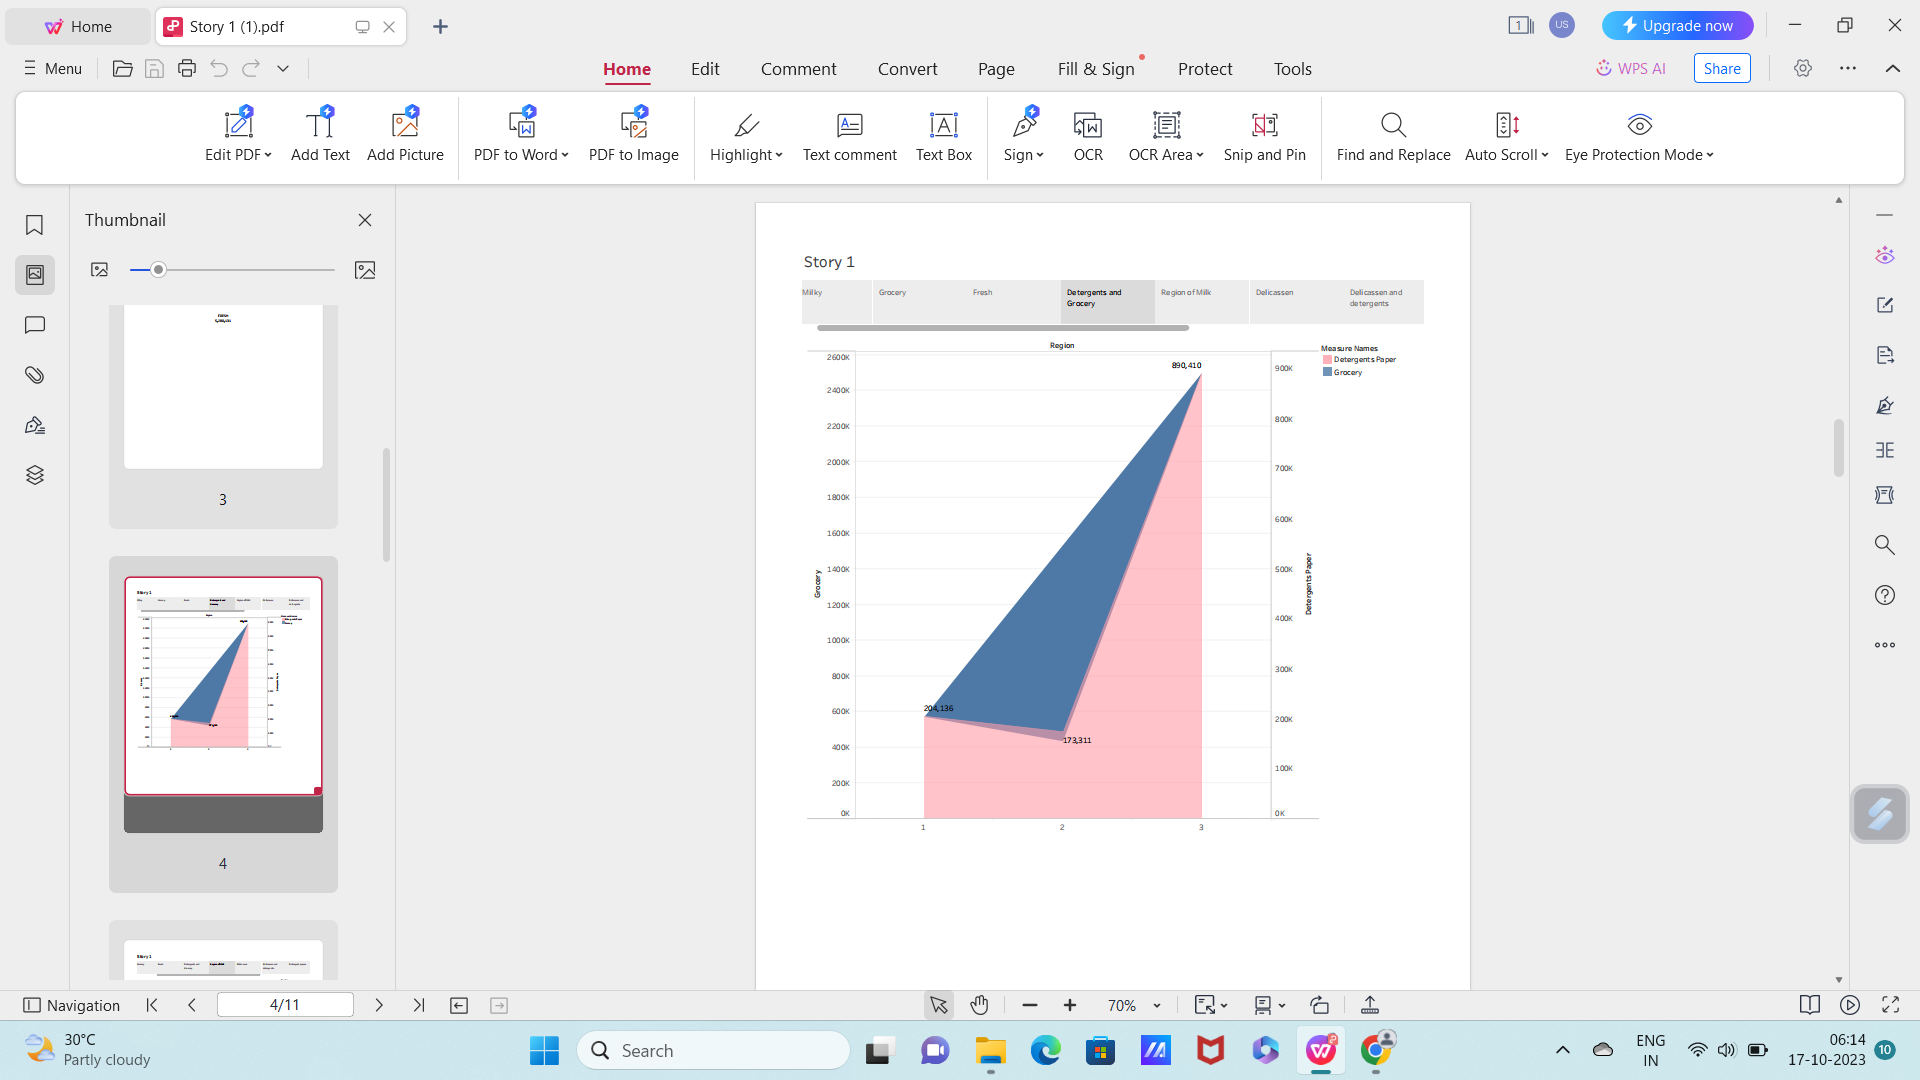 Home
Story 1 (1).pdf
1
US
Upgrade now
Menu
Home
Edit
Comment
Convert
Page
Fill & Sign
Protect
Tools
WPS AI
Share
Edit PDF
Add Text
Add Picture
PDF to Word
PDF to Image
Highlight
Text comment
Text Box
Sign
OCR
OCR Area
Snip and Pin
Find and Replace
Auto Scroll
Eye Protection Mode
Thumbnail
3
Story 1
4
Story 1
Story 1
Milky
Grocery
Fresh
Detergents and
Grocery
Region of Milk
Delicassen
Delicassen and
detergents
Region
Measure Names
Detergents Paper
Grocery
2600K
2400K
2200K
2000K
1800K
1600K
1400K
1200K
1000K
800K
600K
400K
200K
0K
Grocery
890,410
204,136
173,311
900K
800K
700K
600K
500K
400K
300K
200K
100K
0K
Detergents Paper
1
2
3
Navigation
4/11
70%
30°C
Partly cloudy
Search
ENG
IN
06:14
17-10-2023
10